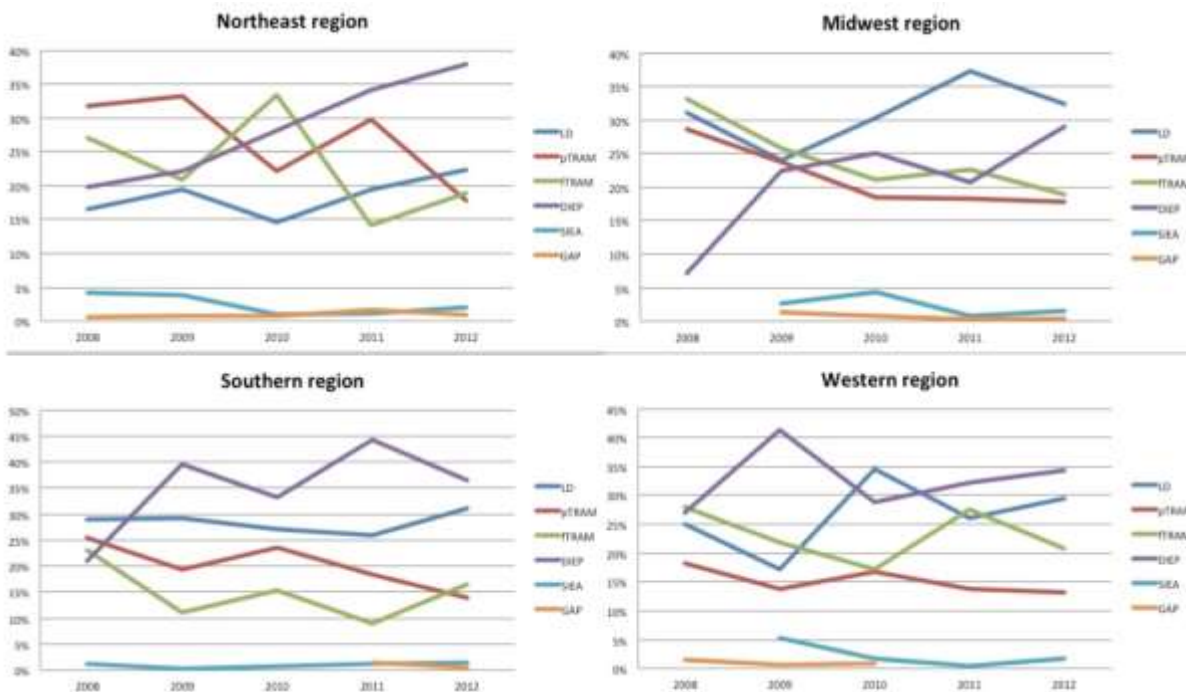 Northeast region
40%
35%
30%
25%
20%
15%
10%
5%
0%
2008 2009 2010 2011 2012
LD
pTRAM
fTRAM
DIEP
SIEA
GAP
Midwest region
40%
35%
30%
25%
20%
15%
10%
5%
0%
2008 2009 2010 2011 2012
LD
pTRAM
fTRAM
DIEP
SIEA
GAP
Southern region
50%
45%
40%
35%
30%
25%
20%
15%
10%
5%
0%
2008 2009 2010 2011 2012
LD
pTRAM
fTRAM
DIEP
SIEA
GAP
Western region
45%
40%
35%
30%
25%
20%
15%
10%
5%
0%
2008 2009 2010 2011 2012
LD
pTRAM
fTRAM
DIEP
SIEA
GAP